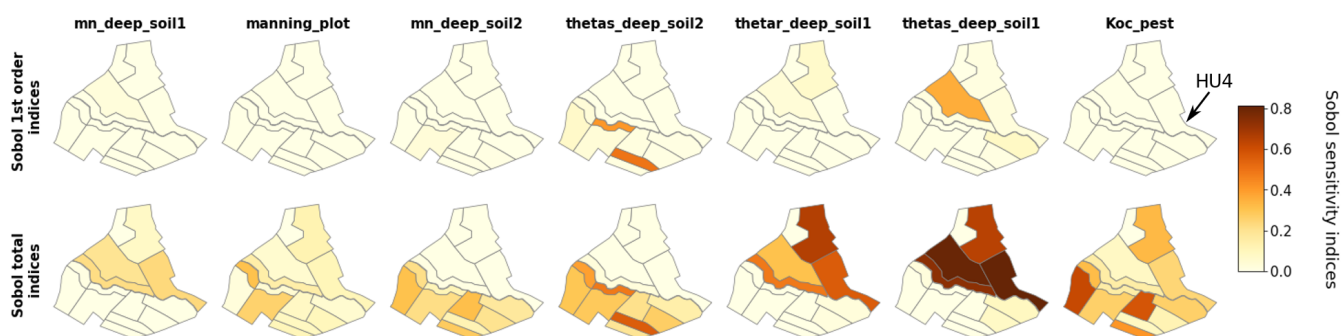 mn_deep_soil1 manning_plot mn_deep_soil2 thetas_deep_soil2 thetar_deep_soil1 thetas_deep_soil1 Koc_pest
Sobol 1st order
indices
HU4
Sobol total
indices
0.8
0.6
0.4
0.2
0.0
Sobol sensitivity indices